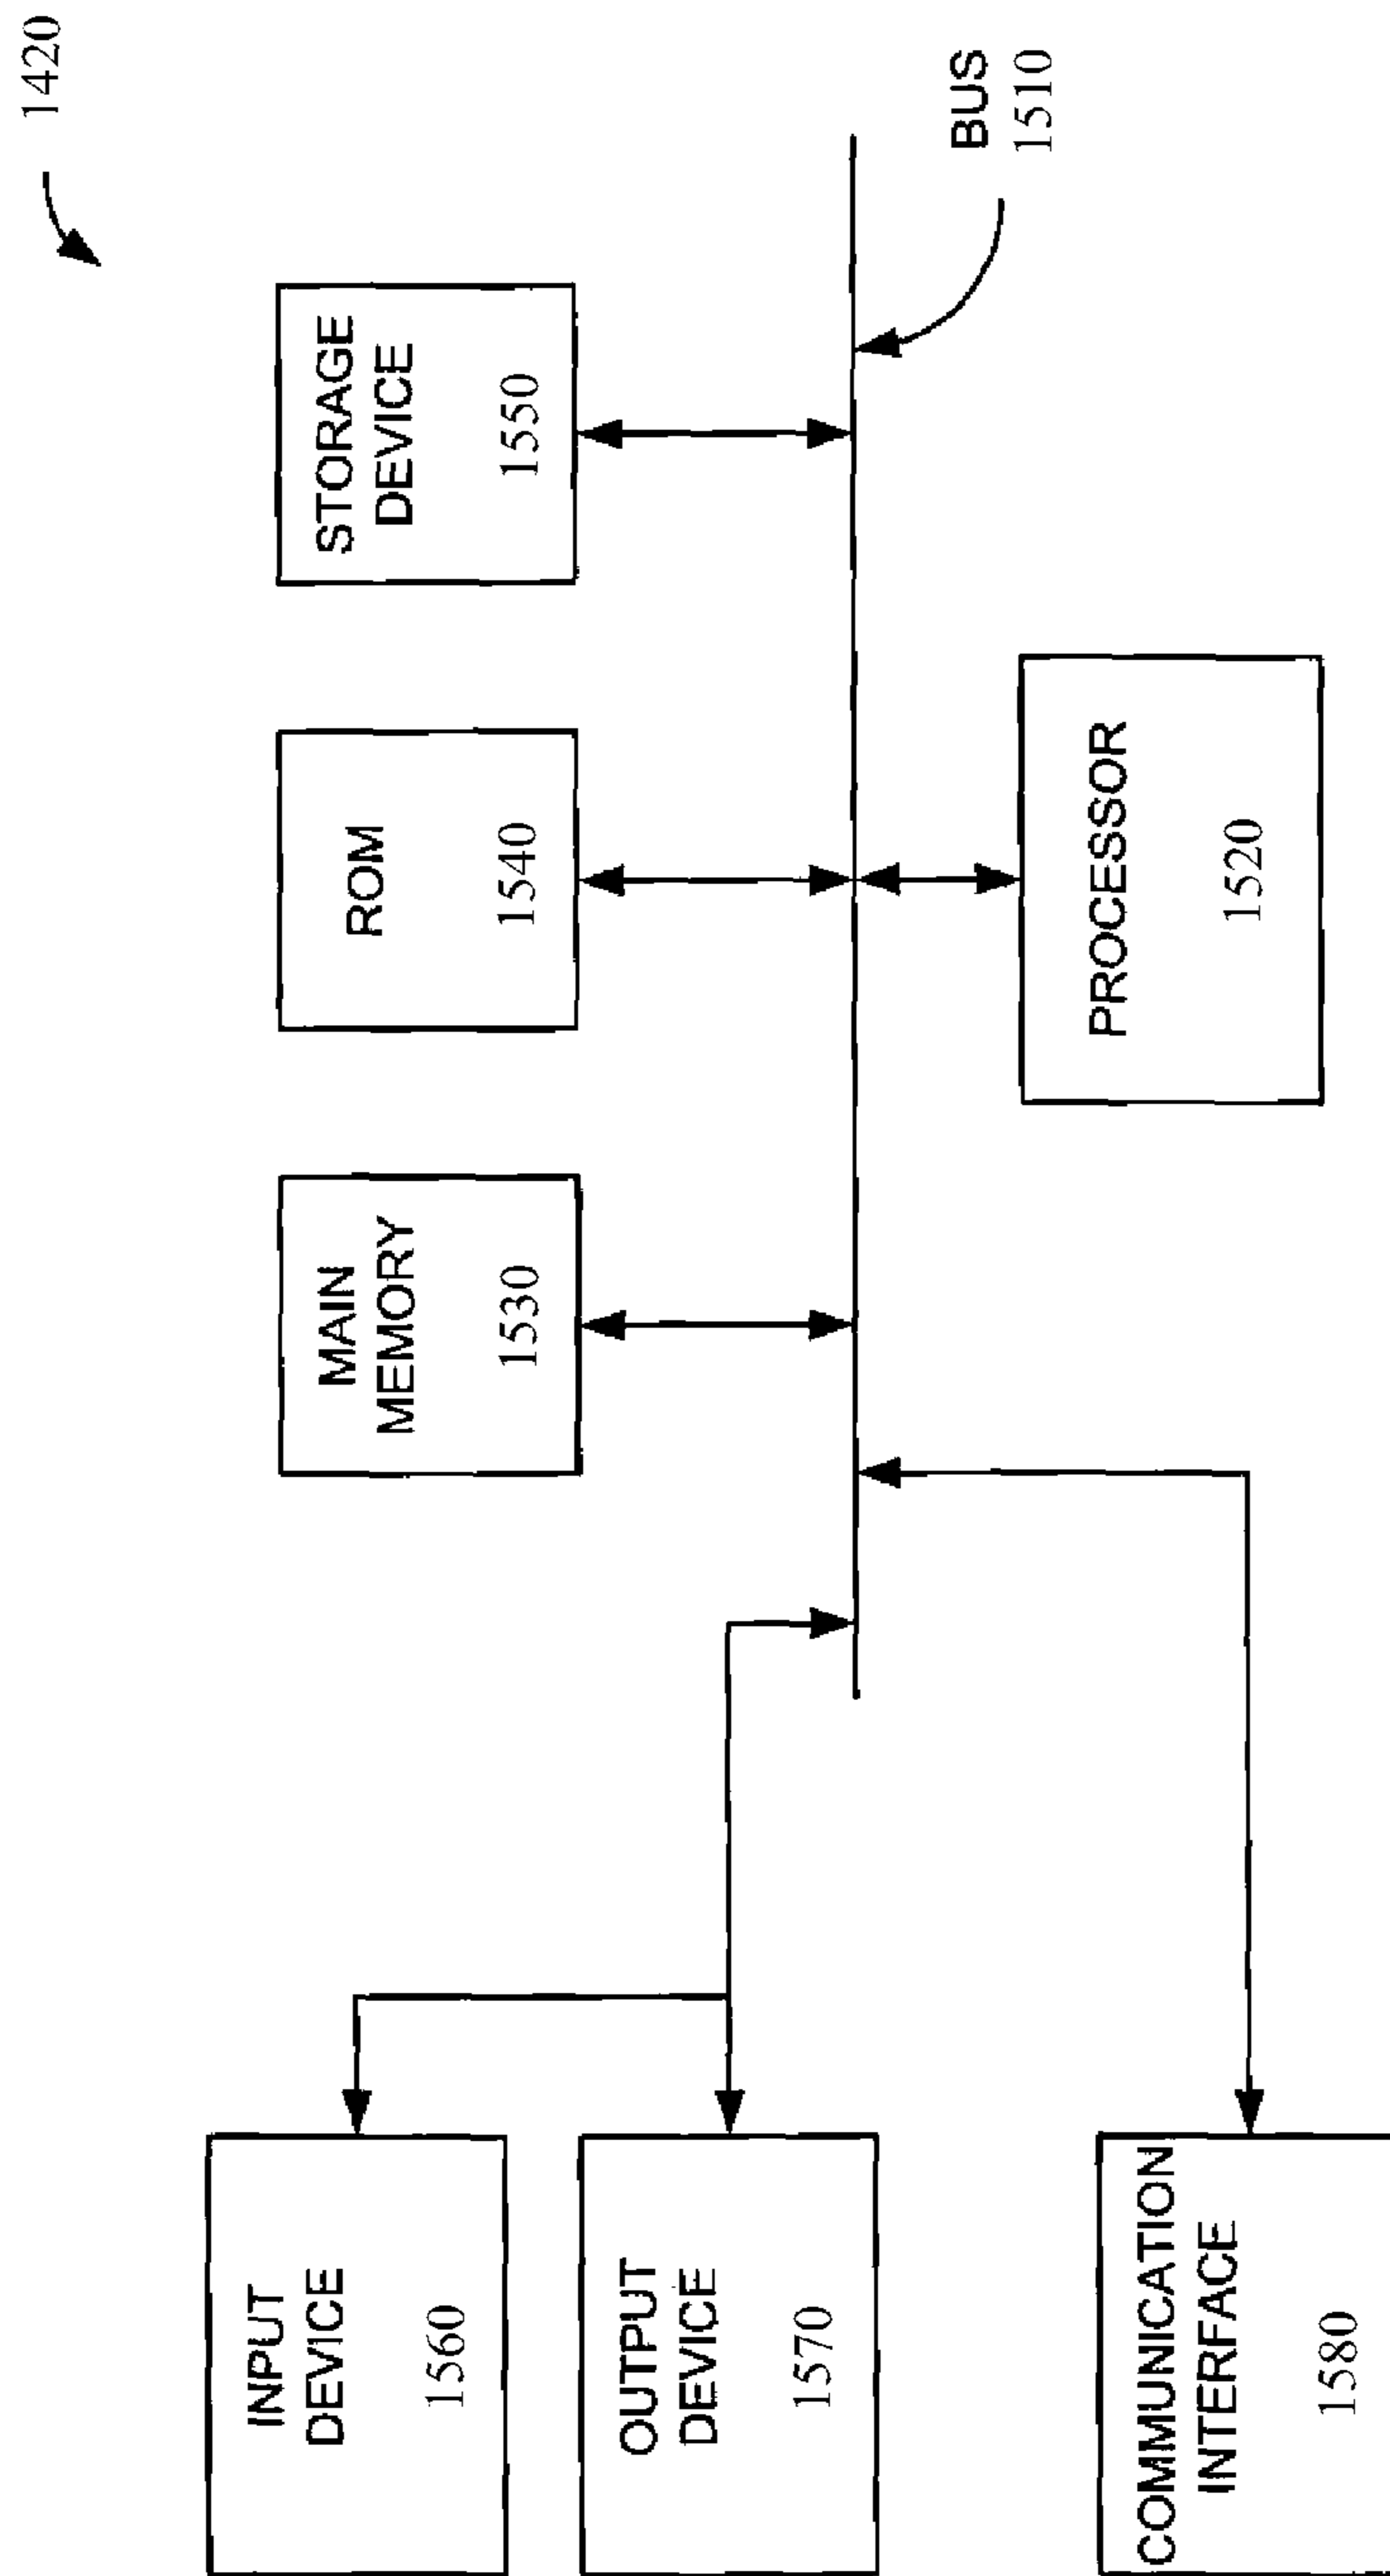 1420
STORAGE
DEVICE
1550
ROM
1540
MAIN
MEMORY
1530
BUS
1510
PROCESSOR
1520
INPUT
DEVICE
1560
OUTPUT
DEVICE
1570
COMMUNICATION
INTERFACE
1580